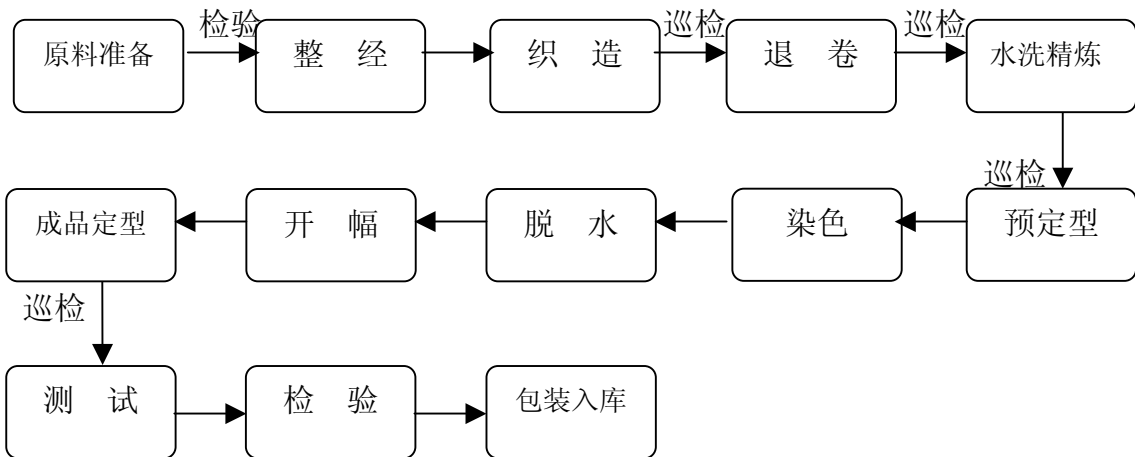 检验 巡检 巡检
原料准备 整 经 织 造 退 卷 水洗精炼
巡检
成品定型 开 幅 脱 水 染色 预定型
巡检
测 试 检 验 包装入库